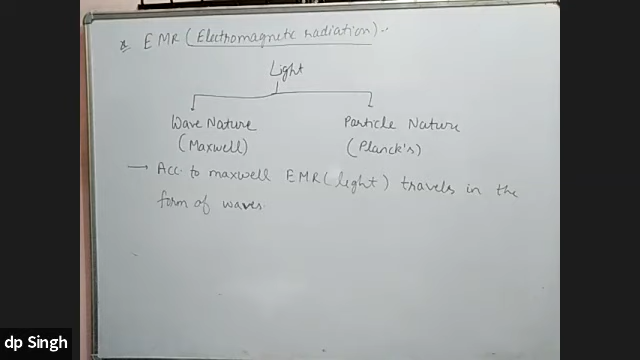 * EMR (Electromagnetic radiation):-
Light
Wave Nature Particle Nature
(Maxwell) (Planck's)
→ Acc. to maxwell EMR (light) travels in the
form of waves.
dp Singh